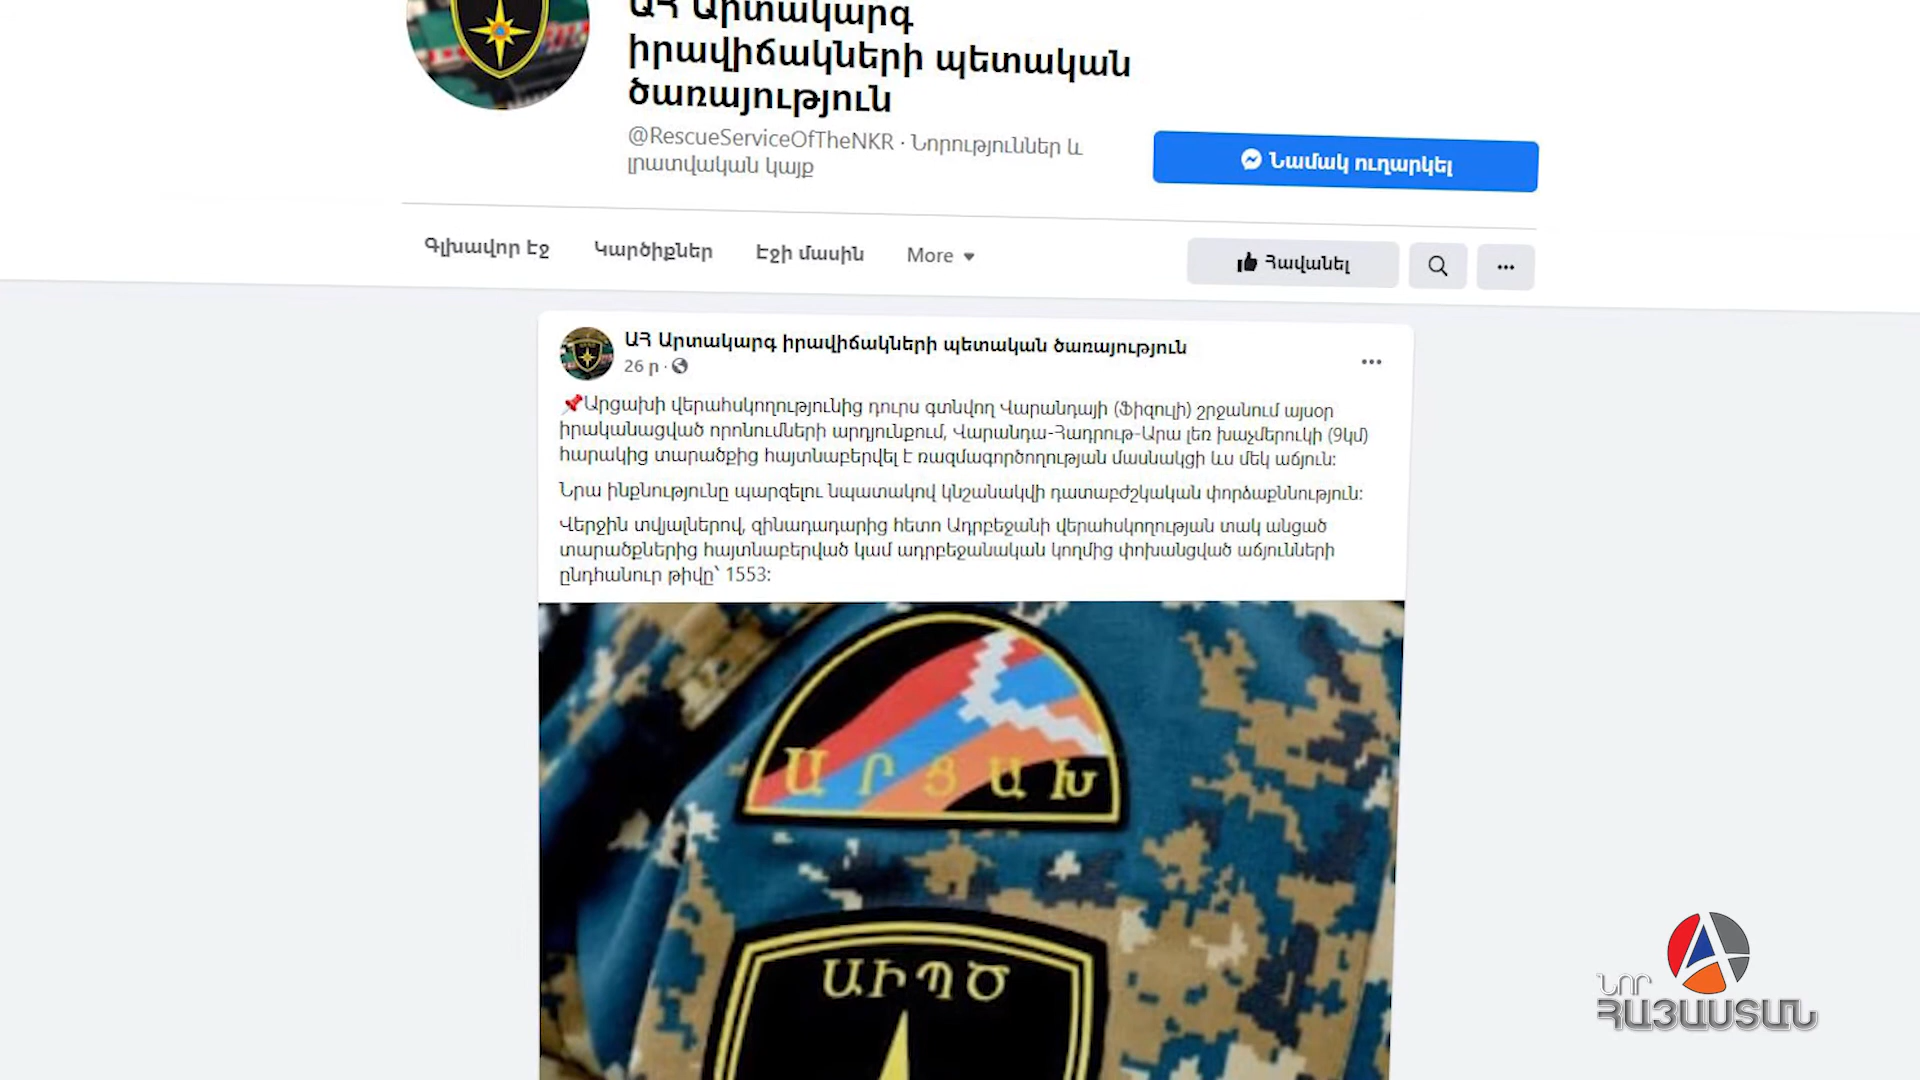 ԱՀ Արտակարգ
իրավիճակների պետական
ծառայություն
@RescueServiceOfTheNKR · Նորություններ և
լրատվական կայք
Նամակ ուղարկել
Գլխավոր էջ Կարծիքներ Էջի մասին More
Հավանել
ԱՀ Արտակարգ իրավիճակների պետական ծառայություն
26 ր ·
📌Արցախի վերահսկողությունից դուրս գտնվող Վարանդայի (Ֆիզուլի) շրջանում այսօր
իրականացված որոնումների արդյունքում, Վարանդա-Հադրութ-Արա լեռ խաչմերուկի (9կմ)
հարակից տարածքից հայտնաբերվել է ռազմագործողության մասնակցի ևս մեկ աճյուն:
Նրա ինքնությունը պարզելու նպատակով կնշանակվի դատաբժշկական փորձաքննություն:
Վերջին տվյալներով, զինադադարից հետո Ադրբեջանի վերահսկողության տակ անցած
տարածքներից հայտնաբերված կամ ադրբեջանական կողմից փոխանցված աճյունների
ընդհանուր թիվը՝ 1553:
ԱՐՑԱԽ
ԱԻՊԾ
ՆՈՐ
ՀԱՅԱՍՏԱՆ